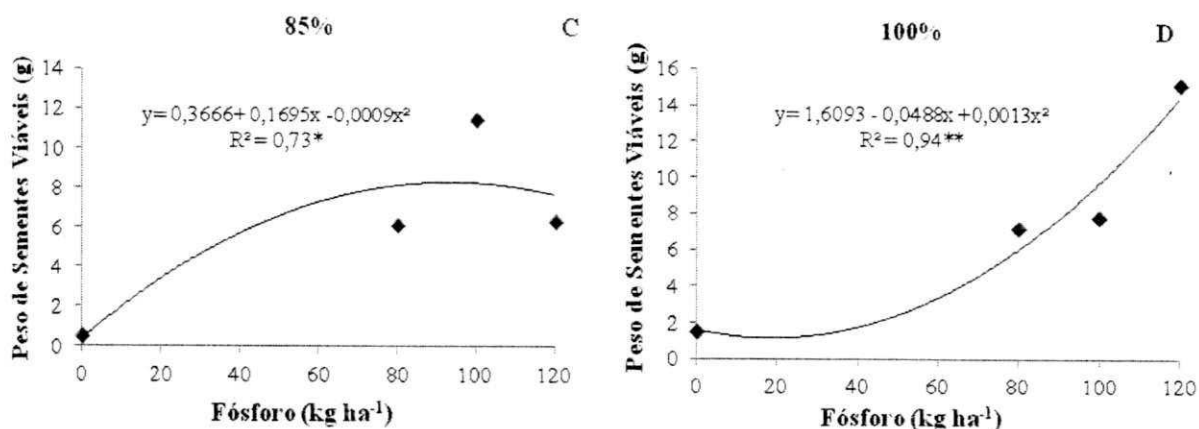 85%
C
Peso de Sementes Viáveis (g)
14
12
10
8
6
4
2
0
y= 0,3666+ 0,1695x -0,0009x²
R² = 0,73*
0 20 40 60 80 100 120
Fósforo (kg ha⁻¹)
100%
D
Peso de Sementes Viáveis (g)
16
14
12
10
8
6
4
2
0
y= 1,6093 - 0,0488x +0,0013x²
R² = 0,94**
0 20 40 60 80 100 120
Fósforo (kg ha⁻¹)